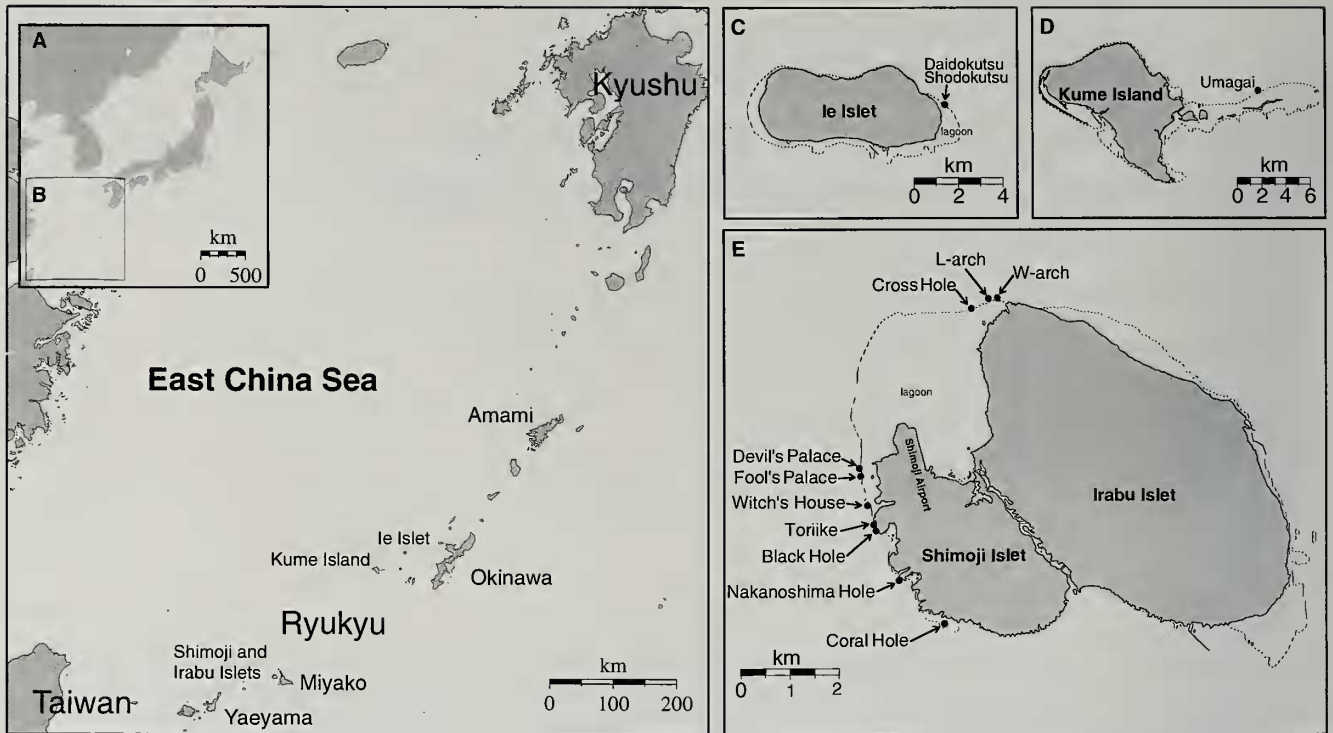 A
B
km
0 500
Kyushu
East China Sea
Amami
Ie Islet
Kume Island
Okinawa
Ryukyu
Shimoji and
Irabu Islets
Miyako
Taiwan
Yaeyama
km
0 100 200
C
Daidokutsu
Shodokutsu
Ie Islet
lagoon
km
0 2 4
D
Umagai
Kume Island
km
0 2 4 6
E
L-arch
W-arch
Cross Hole
lagoon
Shimoji Airport
Devil's Palace
Fool's Palace
Witch's House
Toriike
Black Hole
Nakanoshima Hole
Coral Hole
Irabu Islet
Shimoji Islet
km
0 1 2